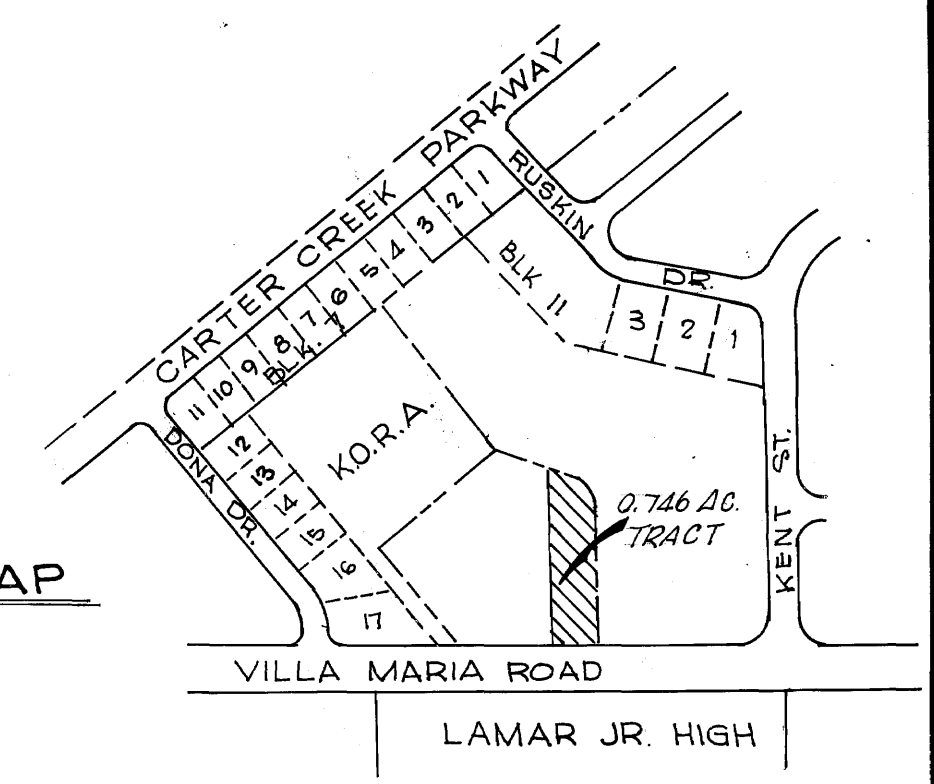 CARTER CREEK PARKWAY
RUSKIN DR.
1
2
3
4
5
6
7
8
9
10
11
BLK. 7
BLK 11
3
2
1
K.O.R.A.
DONA DR.
12
13
14
15
16
17
0.746 AC.
TRACT
KENT ST.
AP
VILLA MARIA ROAD
LAMAR JR. HIGH